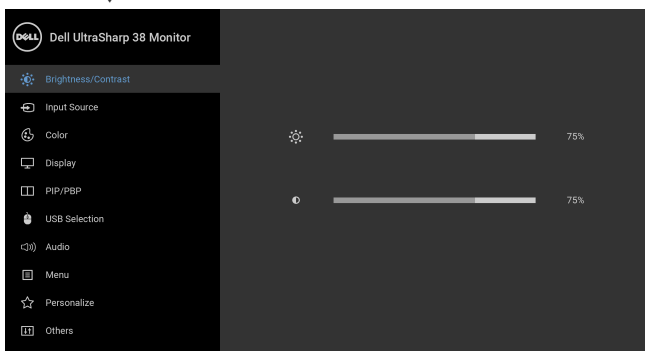 DELL Dell UltraSharp 38 Monitor
Brightness/Contrast
Input Source
Color
75%
Display
PIP/PBP
75%
USB Selection
Audio
Menu
Personalize
Others